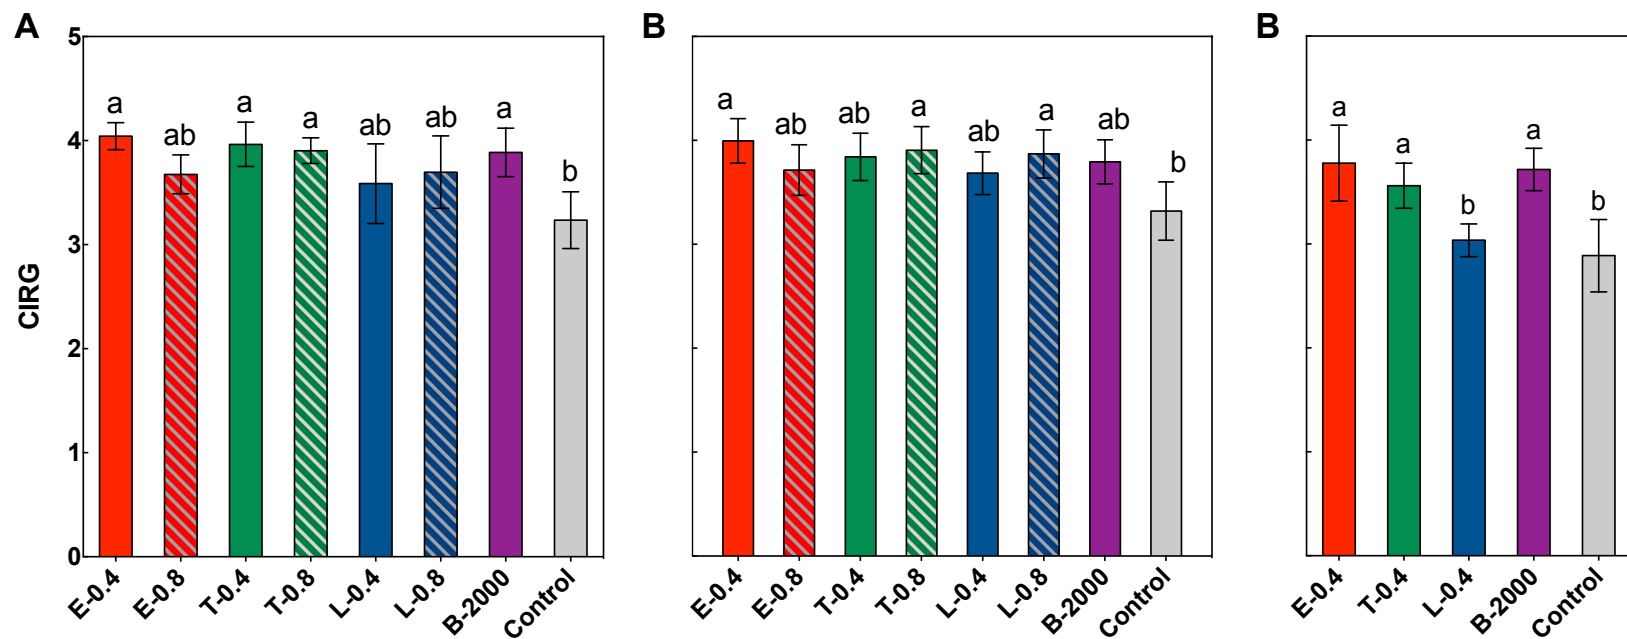 A
B
B
5
4
3
2
1
0
CIRG
a
ab
a
a
ab
ab
a
b
a
ab
ab
a
ab
a
ab
b
a
a
b
a
b
E-0.4
E-0.8
T-0.4
T-0.8
L-0.4
L-0.8
B-2000
Control
E-0.4
E-0.8
T-0.4
T-0.8
L-0.4
L-0.8
B-2000
Control
E-0.4
T-0.4
L-0.4
B-2000
Control